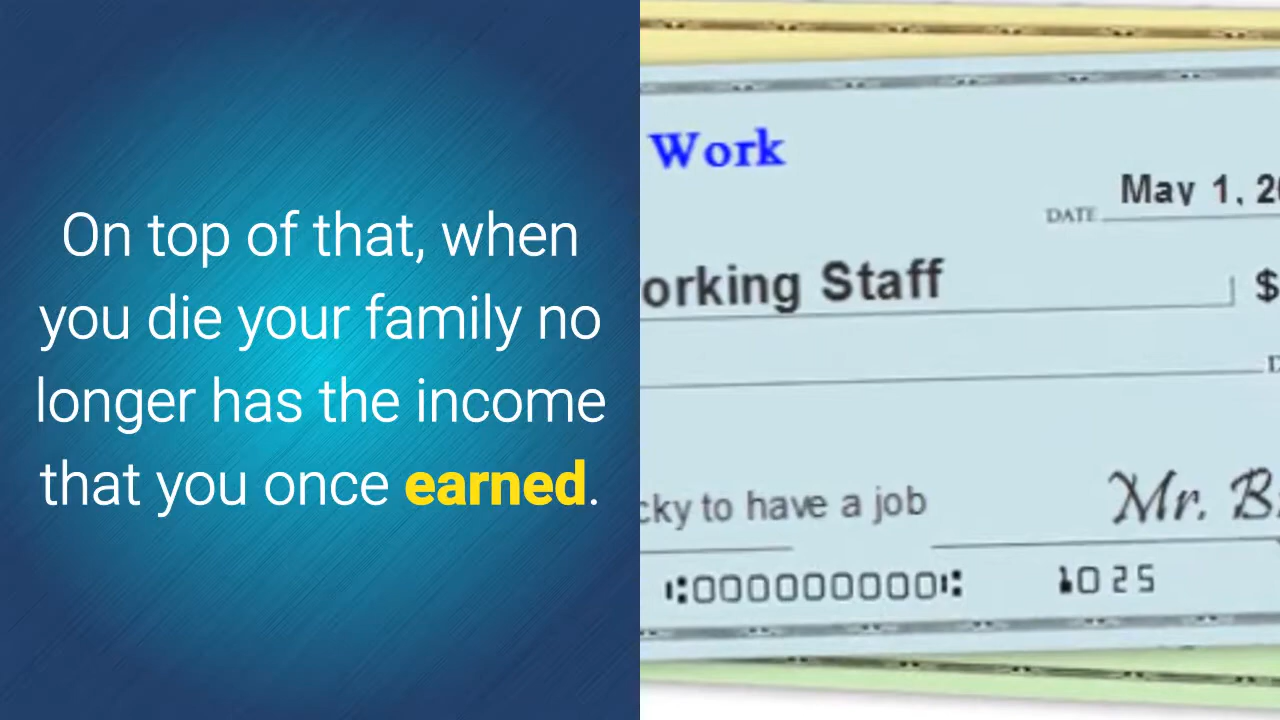 On top of that, when
you die your family no
longer has the income
that you once earned.
Work
May 1, 20
DATE
orking Staff
$
cky to have a job
Mr. B
⑆000000000⑆ 1025